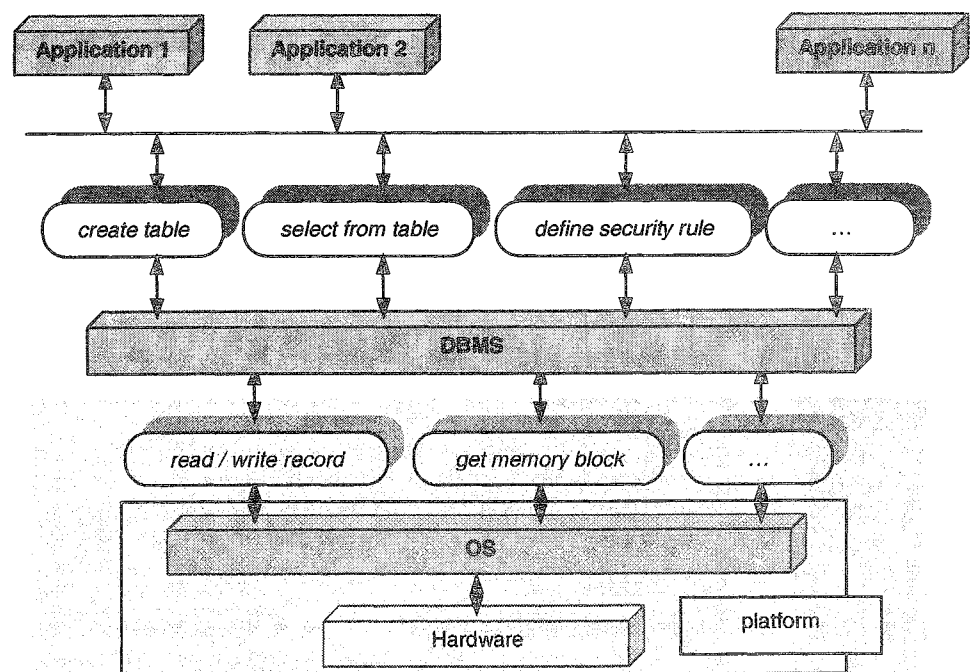 Application 1
Application 2
Application n
create table
select from table
define security rule
...
DBMS
read / write record
get memory block
...
OS
Hardware
platform